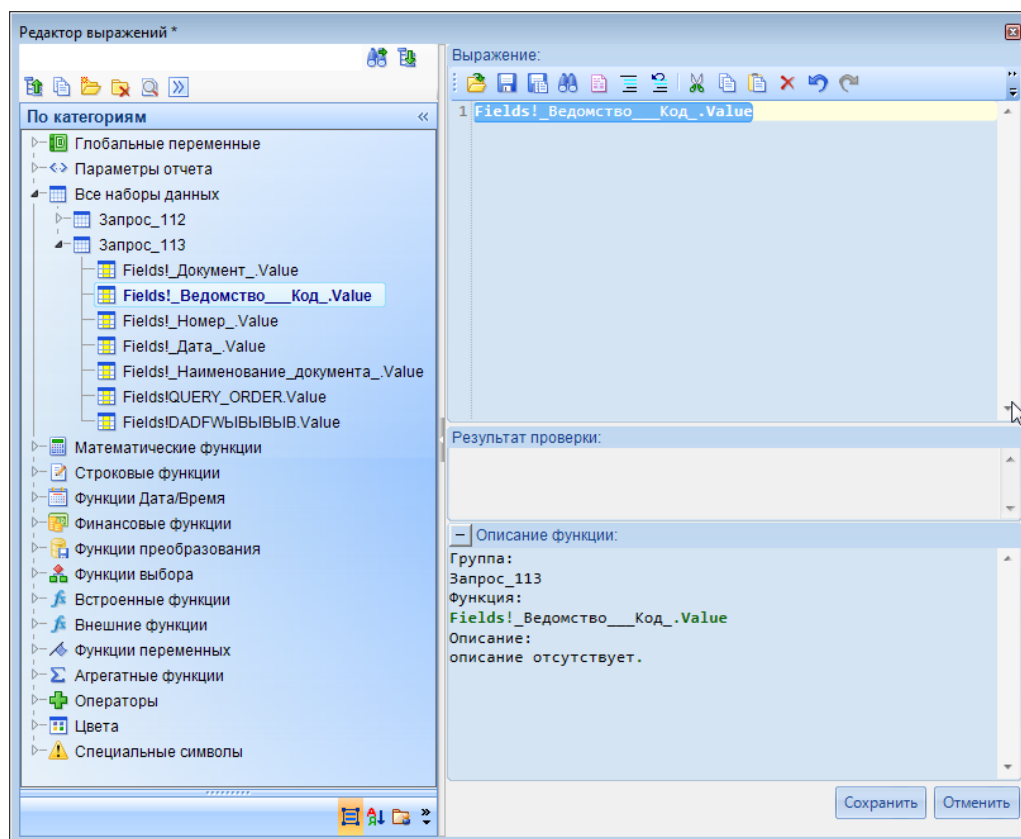 Редактор выражений *
По категориям
Глобальные переменные
Параметры отчета
Все наборы данных
Запрос_112
Запрос_113
Fields!_Документ_.Value
Fields!_Ведомство___Код_.Value
Fields!_Номер_.Value
Fields!_Дата_.Value
Fields!_Наименование_документа_.Value
Fields!QUERY_ORDER.Value
Fields!DADFWЫВЫВЫВ.Value
Математические функции
Строковые функции
Функции Дата/Время
Финансовые функции
Функции преобразования
Функции выбора
Встроенные функции
Внешние функции
Функции переменных
Агрегатные функции
Операторы
Цвета
Специальные символы
Выражение:
1 Fields!_Ведомство___Код_.Value
Результат проверки:
Описание функции:
Группа:
Запрос_113
Функция:
Fields!_Ведомство___Код_.Value
Описание:
описание отсутствует.
Сохранить
Отменить